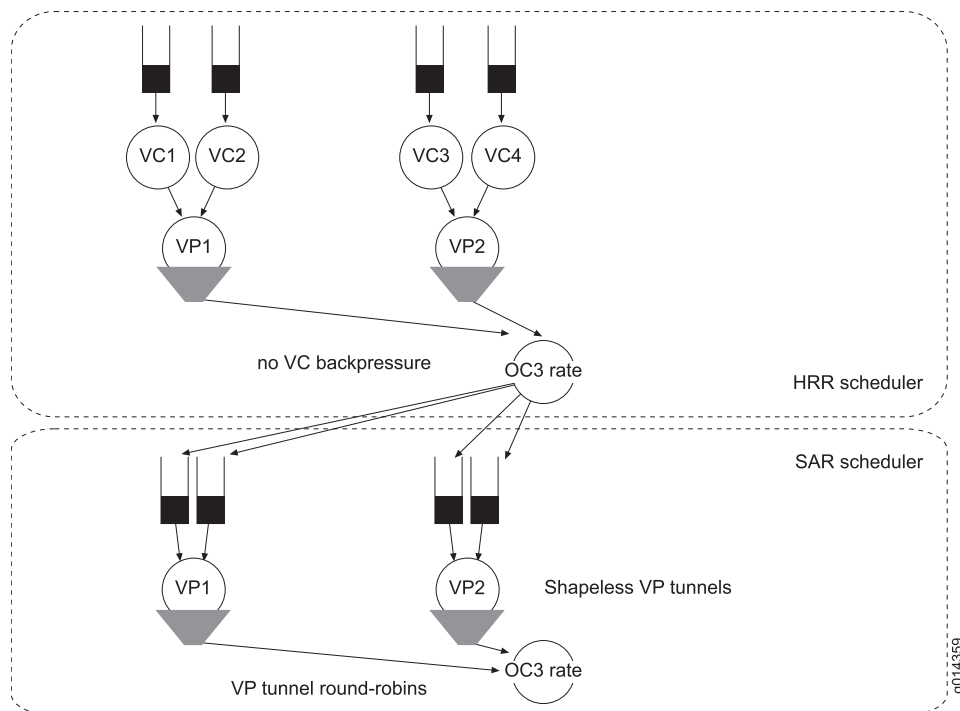 VC1
VC2
VC3
VC4
VP1
VP2
no VC backpressure
OC3 rate
HRR scheduler
SAR scheduler
VP1
VP2
Shapeless VP tunnels
OC3 rate
VP tunnel round-robins
g014359